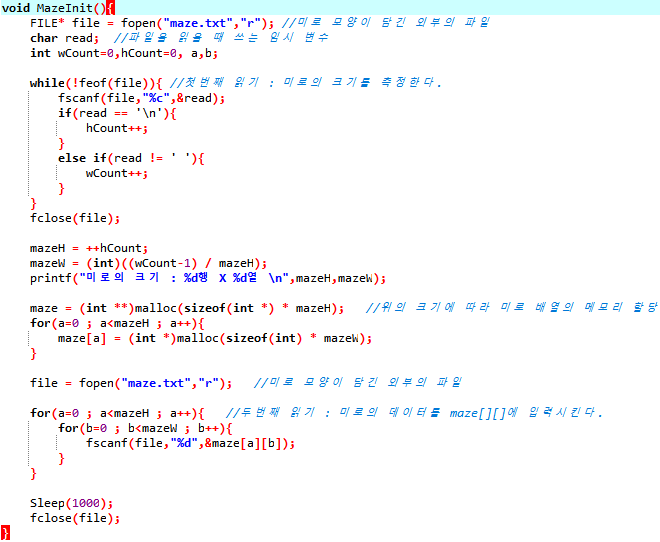 void MazeInit(){
FILE* file = fopen("maze.txt","r"); //미로 모양이 담긴 외부의 파일
char read; //파일을 읽을 때 쓰는 임시 변수
int wCount=0,hCount=0, a,b;
while(!feof(file)){ //첫번째 읽기 : 미로의 크기를 측정한다.
fscanf(file,"%c",&read);
if(read == '\n'){
hCount++;
}
else if(read != ' '){
wCount++;
}
}
fclose(file);
mazeH = ++hCount;
mazeW = (int)((wCount-1) / mazeH);
printf("미로의 크기 : %d행 X %d열 \n",mazeH,mazeW);
maze = (int **)malloc(sizeof(int *) * mazeH); //위의 크기에 따라 미로 배열의 메모리 할당
for(a=0 ; a<mazeH ; a++){
maze[a] = (int *)malloc(sizeof(int) * mazeW);
}
file = fopen("maze.txt","r"); //미로 모양이 담긴 외부의 파일
for(a=0 ; a<mazeH ; a++){ //두번째 읽기 : 미로의 데이터를 maze[][]에 입력시킨다.
for(b=0 ; b<mazeW ; b++){
fscanf(file,"%d",&maze[a][b]);
}
}
Sleep(1000);
fclose(file);
}